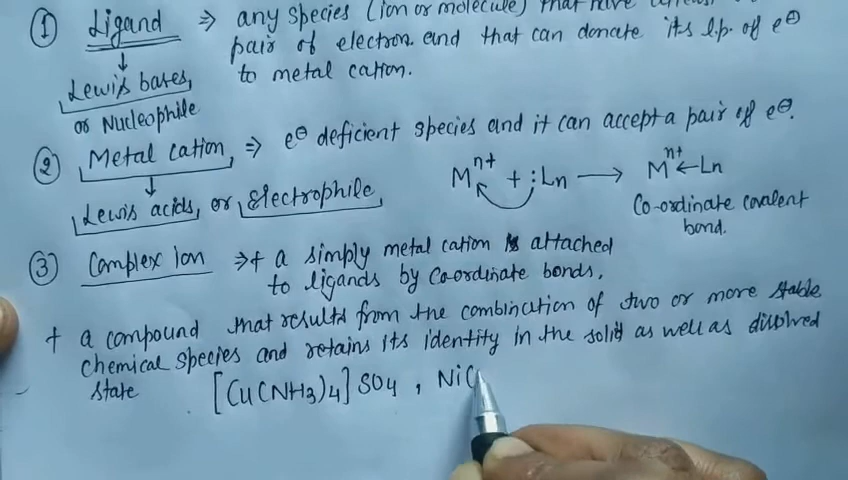 ① Ligand ⇒ any species (ion or molecule) that have
pair of electron and that can donate its l.p. of e⊖
to metal cation.
↓
Lewis bases,
or Nucleophile
② Metal cation, ⇒ e⊖ deficient species and it can accept a pair of e⊖.
↓
Lewis acids, or Electrophile
Mⁿ⁺ + :Ln ⟶ Mⁿ⁺←Ln
Co-ordinate covalent
bond.
③ Complex ion ⇒ + a simply metal cation is attached
to ligands by coordinate bonds,
+ a compound that results from the combination of two or more stable
chemical species and retains its identity in the solid as well as disolved
state
[Cu(NH₃)₄]SO₄ , Ni(